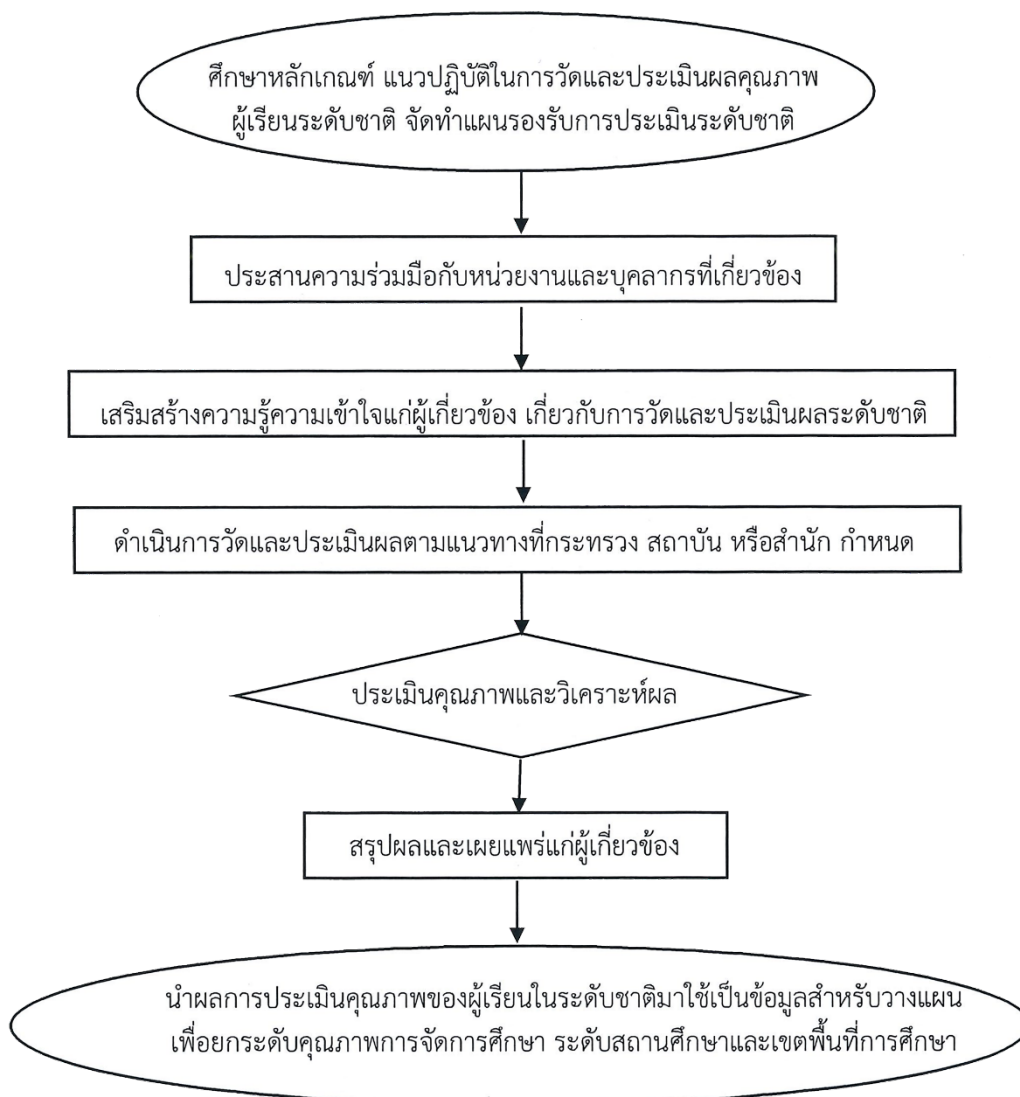 ศึกษาหลักเกณฑ์ แนวปฏิบัติในการวัดและประเมินผลคุณภาพ
ผู้เรียนระดับชาติ จัดทำแผนรองรับการประเมินระดับชาติ
ประสานความร่วมมือกับหน่วยงานและบุคลากรที่เกี่ยวข้อง
เสริมสร้างความรู้ความเข้าใจแก่ผู้เกี่ยวข้อง เกี่ยวกับการวัดและประเมินผลระดับชาติ
ดำเนินการวัดและประเมินผลตามแนวทางที่กระทรวง สถาบัน หรือสำนัก กำหนด
ประเมินคุณภาพและวิเคราะห์ผล
สรุปผลและเผยแพร่แก่ผู้เกี่ยวข้อง
นำผลการประเมินคุณภาพของผู้เรียนในระดับชาติมาใช้เป็นข้อมูลสำหรับวางแผน
เพื่อยกระดับคุณภาพการจัดการศึกษา ระดับสถานศึกษาและเขตพื้นที่การศึกษา